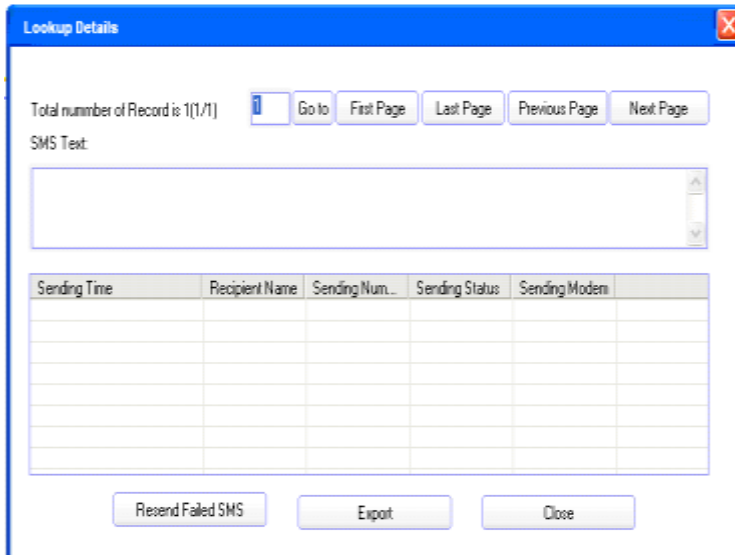 Lookup Details
Total nummber of Record is 1(1/1) 1 Go to First Page Last Page Previous Page Next Page
SMS Text:
Sending Time Recipient Name Sending Num... Sending Status Sending Modem
Resend Failed SMS Export Close